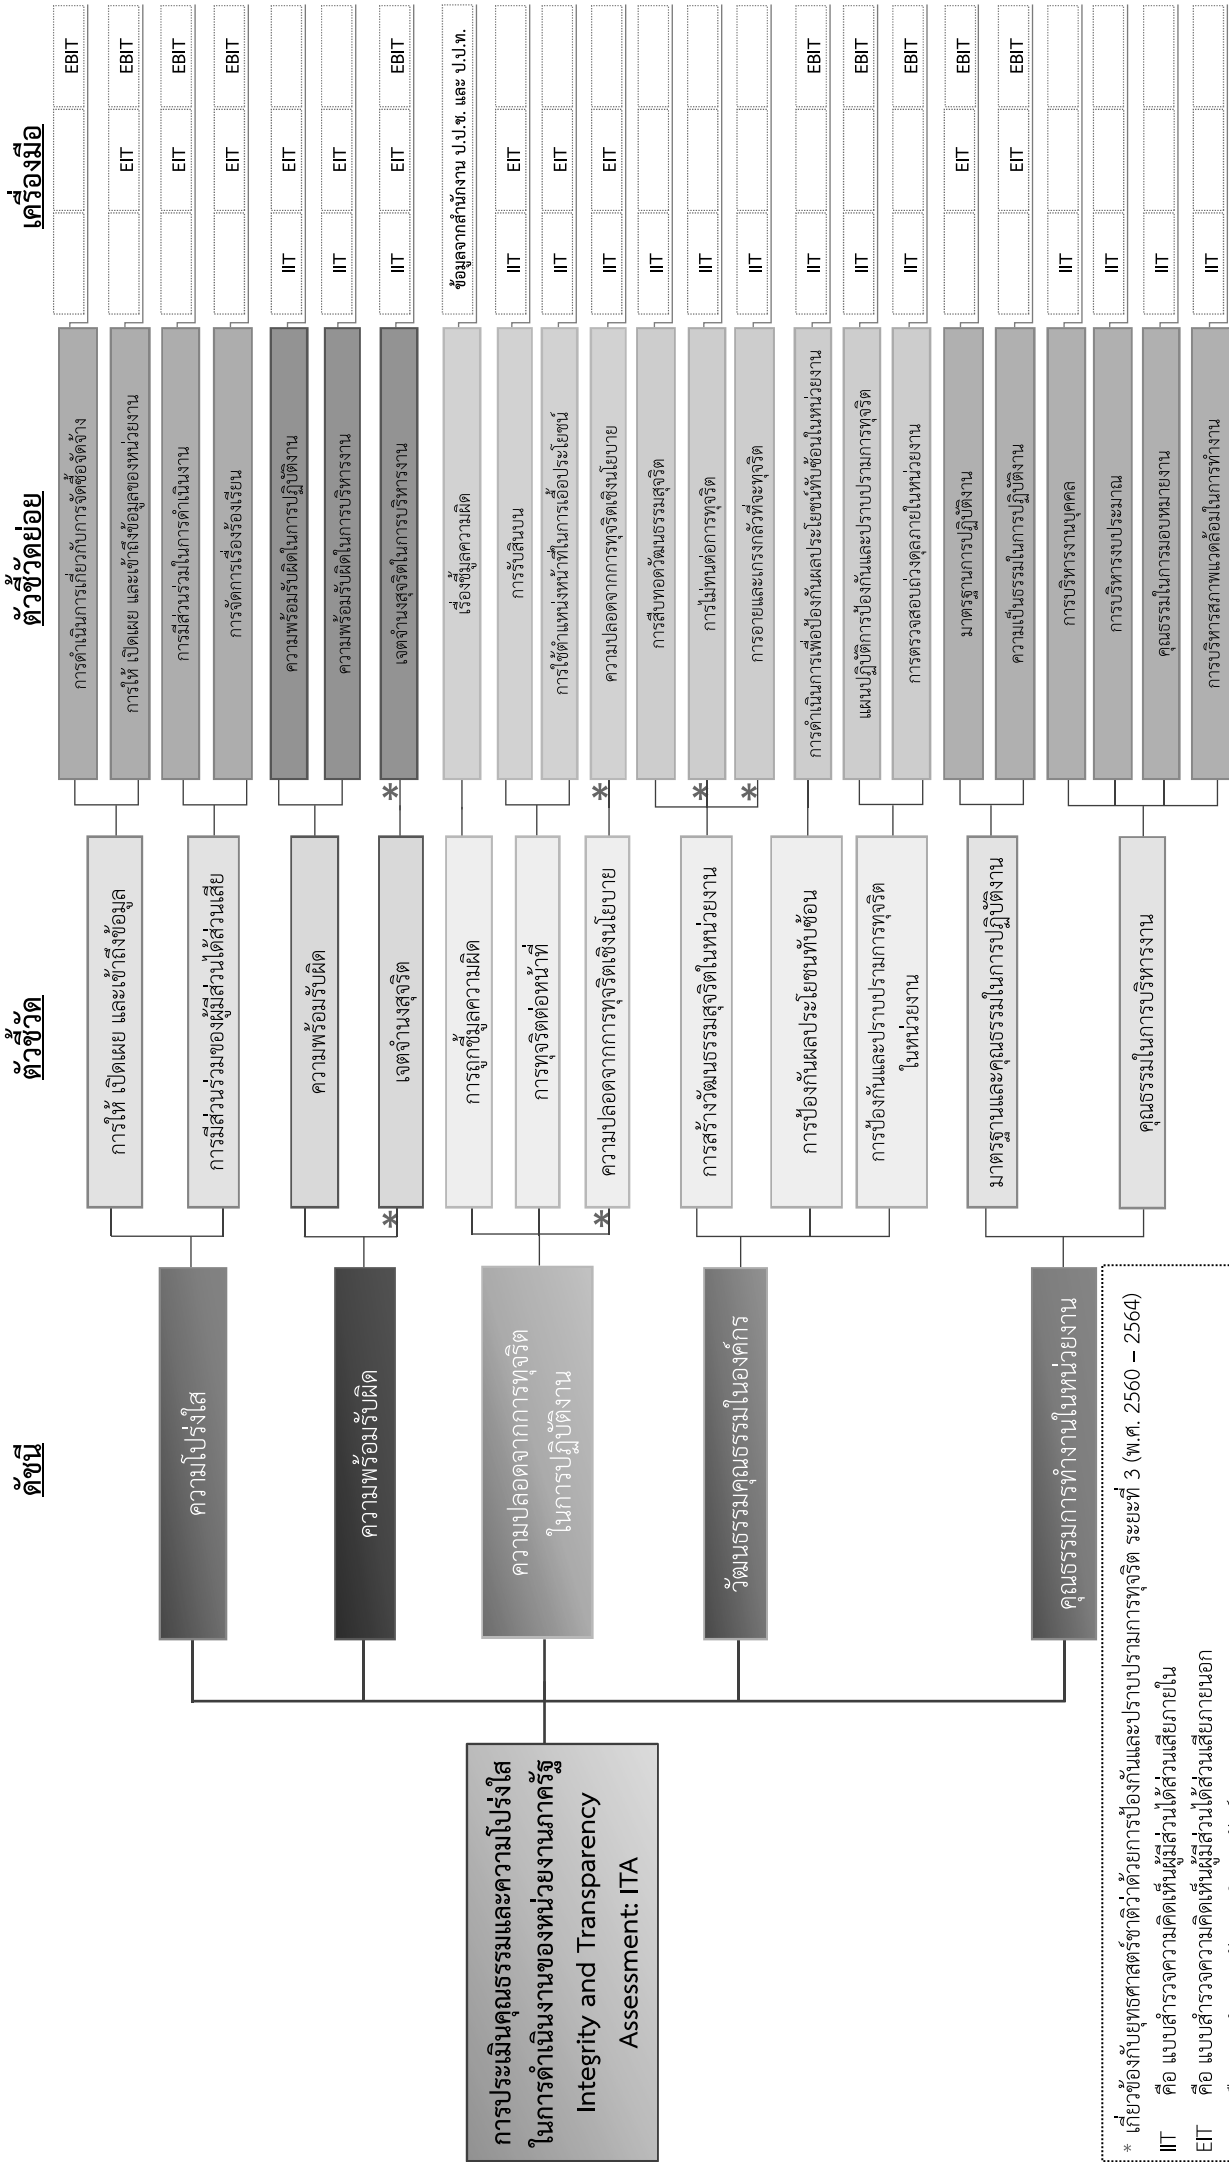 ดัชนี
ตัวชี้วัด
ตัวชี้วัดย่อย
เครื่องมือ
การประเมินคุณธรรมและความโปร่งใส
ในการดำเนินงานของหน่วยงานภาครัฐ
Integrity and Transparency
Assessment: ITA
ความโปร่งใส
การให้ เปิดเผย และเข้าถึงข้อมูล
การดำเนินการเกี่ยวกับการจัดซื้อจัดจ้าง
EBIT
การให้ เปิดเผย และเข้าถึงข้อมูลของหน่วยงาน
EIT EBIT
การมีส่วนร่วมของผู้มีส่วนได้ส่วนเสีย
การมีส่วนร่วมในการดำเนินงาน
EIT EBIT
การจัดการเรื่องร้องเรียน
EIT EBIT
ความพร้อมรับผิด
ความพร้อมรับผิด
ความพร้อมรับผิดในการปฏิบัติงาน
IIT EIT
ความพร้อมรับผิดในการบริหารงาน
IIT EIT
* เจตจำนงสุจริต
* เจตจำนงสุจริตในการบริหารงาน
IIT EIT EBIT
ความปลอดจากการทุจริต
ในการปฏิบัติงาน
การถูกชี้มูลความผิด
เรื่องชี้มูลความผิด
ข้อมูลจากสำนักงาน ป.ป.ช. และ ป.ป.ท.
การทุจริตต่อหน้าที่
การรับสินบน
IIT EIT
การใช้ตำแหน่งหน้าที่ในการเอื้อประโยชน์
IIT EIT
* ความปลอดจากการทุจริตเชิงนโยบาย
* ความปลอดจากการทุจริตเชิงนโยบาย
IIT EIT
วัฒนธรรมคุณธรรมในองค์กร
การสร้างวัฒนธรรมสุจริตในหน่วยงาน
การสืบทอดวัฒนธรรมสุจริต
IIT
* การไม่ทนต่อการทุจริต
IIT
* การอายและเกรงกลัวที่จะทุจริต
IIT
การป้องกันผลประโยชน์ทับซ้อน
การดำเนินการเพื่อป้องกันผลประโยชน์ทับซ้อนในหน่วยงาน
IIT EBIT
การป้องกันและปราบปรามการทุจริต
ในหน่วยงาน
แผนปฏิบัติการป้องกันและปราบปรามการทุจริต
IIT EBIT
การตรวจสอบถ่วงดุลภายในหน่วยงาน
IIT EBIT
คุณธรรมการทำงานในหน่วยงาน
มาตรฐานและคุณธรรมในการปฏิบัติงาน
มาตรฐานการปฏิบัติงาน
EIT EBIT
ความเป็นธรรมในการปฏิบัติงาน
EIT EBIT
คุณธรรมในการบริหารงาน
การบริหารงานบุคคล
IIT
การบริหารงบประมาณ
IIT
คุณธรรมในการมอบหมายงาน
IIT
การบริหารสภาพแวดล้อมในการทำงาน
IIT
* เกี่ยวข้องกับยุทธศาสตร์ชาติว่าด้วยการป้องกันและปราบปรามการทุจริต ระยะที่ 3 (พ.ศ. 2560 – 2564)
IIT คือ แบบสำรวจความคิดเห็นผู้มีส่วนได้ส่วนเสียภายใน
EIT คือ แบบสำรวจความคิดเห็นผู้มีส่วนได้ส่วนเสียภายนอก